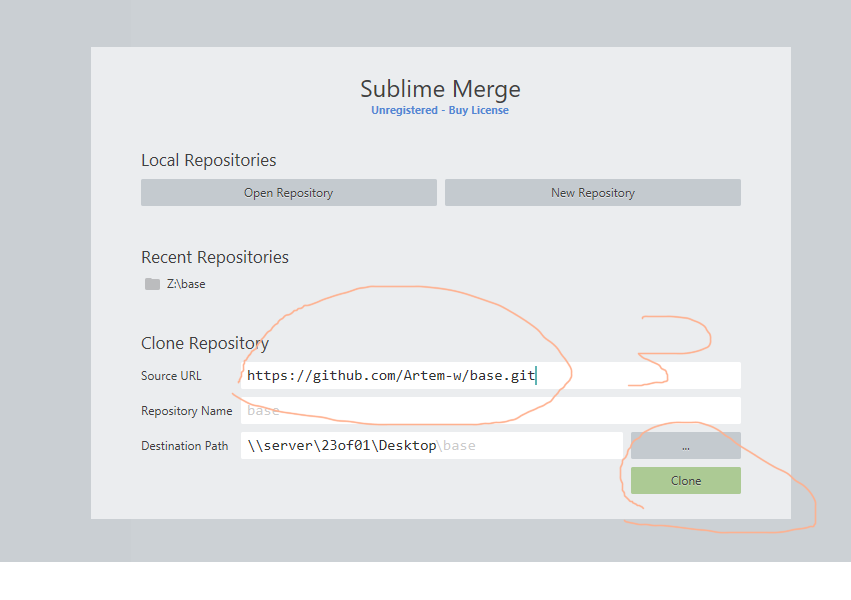 Sublime Merge
Unregistered - Buy License
Local Repositories
Open Repository
New Repository
Recent Repositories
Z:\base
Clone Repository
Source URL
https://github.com/Artem-w/base.git
Repository Name
base
Destination Path
\\server\23of01\Desktop\base
...
Clone